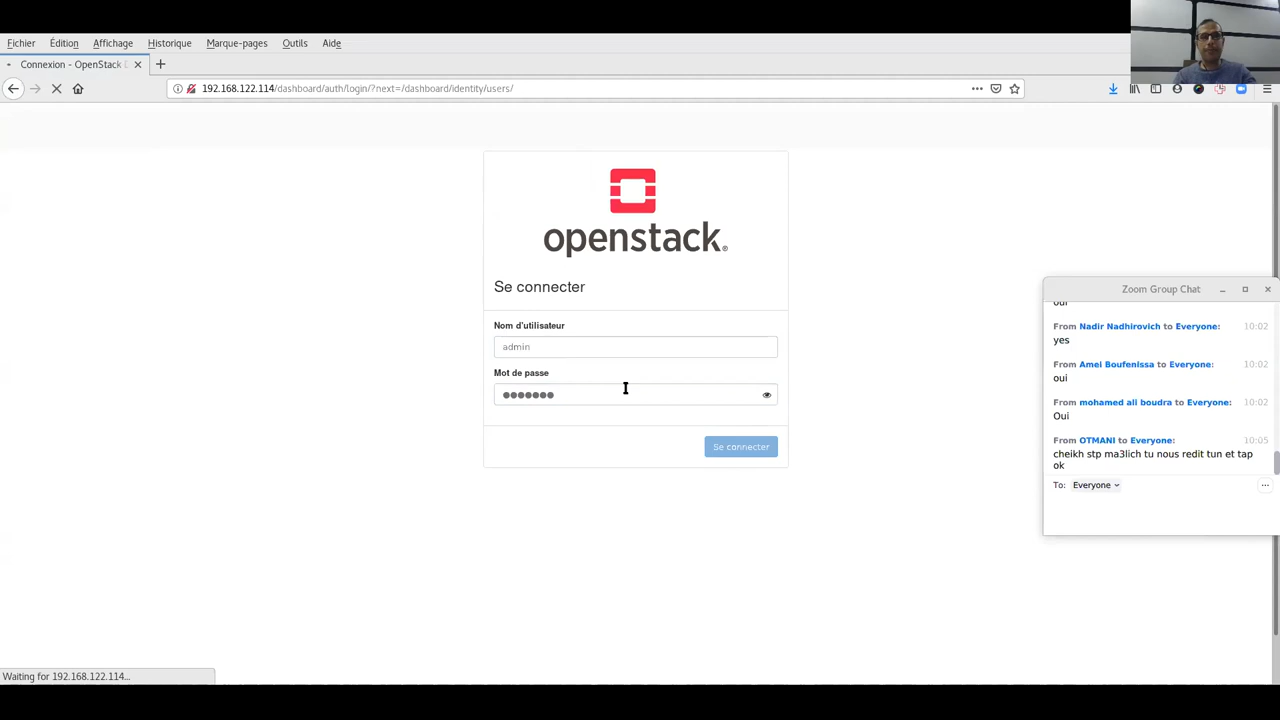 Fichier Édition Affichage Historique Marque-pages Outils Aide
Connexion - OpenStack
192.168.122.114/dashboard/auth/login/?next=/dashboard/identity/users/
openstack.
Se connecter
Nom d'utilisateur
admin
Mot de passe
Se connecter
Waiting for 192.168.122.114...
Zoom Group Chat
oui
From Nadir Nadhirovich to Everyone: 10:02
yes
From Amei Boufenissa to Everyone: 10:02
oui
From mohamed ali boudra to Everyone: 10:02
Oui
From OTMANI to Everyone: 10:05
cheikh stp ma3lich tu nous redit tun et tap
ok
To: Everyone